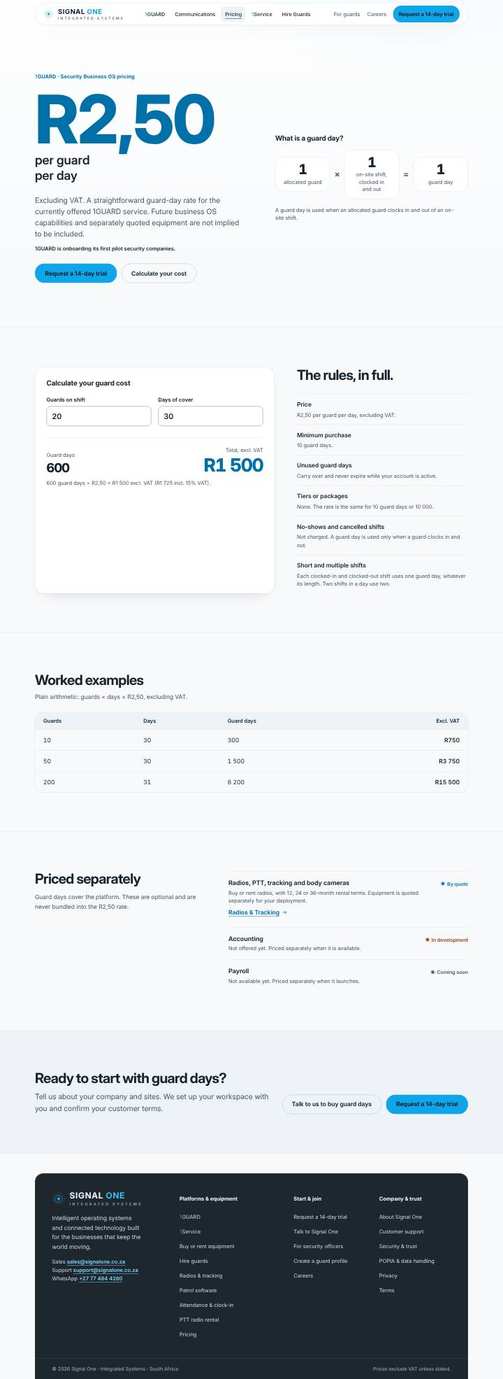 SIGNAL ONE
INTEGRATED SYSTEMS
1GUARD Communications Pricing 1Service Hire Guards For guards Careers Request a 14-day trial
1GUARD · Security Business OS pricing
R2,50
per guard
per day
Excluding VAT. A straightforward guard-day rate for the
currently offered 1GUARD service. Future business OS
capabilities and separately quoted equipment are not implied
to be included.
1GUARD is onboarding its first pilot security companies.
Request a 14-day trial
Calculate your cost
What is a guard day?
1
allocated guard
×
1
on-site shift,
clocked in
and out
=
1
guard day
A guard day is used when an allocated guard clocks in and out of an on-
site shift.
Calculate your guard cost
Guards on shift
20
Days of cover
30
Guard days
600
Total, excl. VAT
R1 500
600 guard days × R2,50 = R1 500 excl. VAT (R1 725 incl. 15% VAT).
The rules, in full.
Price
R2,50 per guard per day, excluding VAT.
Minimum purchase
10 guard days.
Unused guard days
Carry over and never expire while your account is active.
Tiers or packages
None. The rate is the same for 10 guard days or 10 000.
No-shows and cancelled shifts
Not charged. A guard day is used only when a guard clocks in and
out.
Short and multiple shifts
Each clocked-in and clocked-out shift uses one guard day, whatever
its length. Two shifts in a day use two.
Worked examples
Plain arithmetic: guards × days × R2,50, excluding VAT.
Guards Days Guard days Excl. VAT
10 30 300 R750
50 30 1 500 R3 750
200 31 6 200 R15 500
Priced separately
Guard days cover the platform. These are optional and are
never bundled into the R2,50 rate.
Radios, PTT, tracking and body cameras
By quote
Buy or rent radios, with 12, 24 or 36-month rental terms. Equipment is quoted
separately for your deployment.
Radios & Tracking →
Accounting
In development
Not offered yet. Priced separately when it is available.
Payroll
Coming soon
Not available yet. Priced separately when it launches.
Ready to start with guard days?
Tell us about your company and sites. We set up your workspace with
you and confirm your customer terms.
Talk to us to buy guard days
Request a 14-day trial
SIGNAL ONE
INTEGRATED SYSTEMS
Intelligent operating systems
and connected technology built
for the businesses that keep the
world moving.
Sales sales@signalone.co.za
Support support@signalone.co.za
WhatsApp +27 77 484 4260
Platforms & equipment
1GUARD
1Service
Buy or rent equipment
Hire guards
Radios & tracking
Patrol software
Attendance & clock-in
PTT radio rental
Pricing
Start & join
Request a 14-day trial
Talk to Signal One
For security officers
Create a guard profile
Careers
Company & trust
About Signal One
Customer support
Security & trust
POPIA & data handling
Privacy
Terms
© 2026 Signal One · Integrated Systems · South Africa
Prices exclude VAT unless stated.